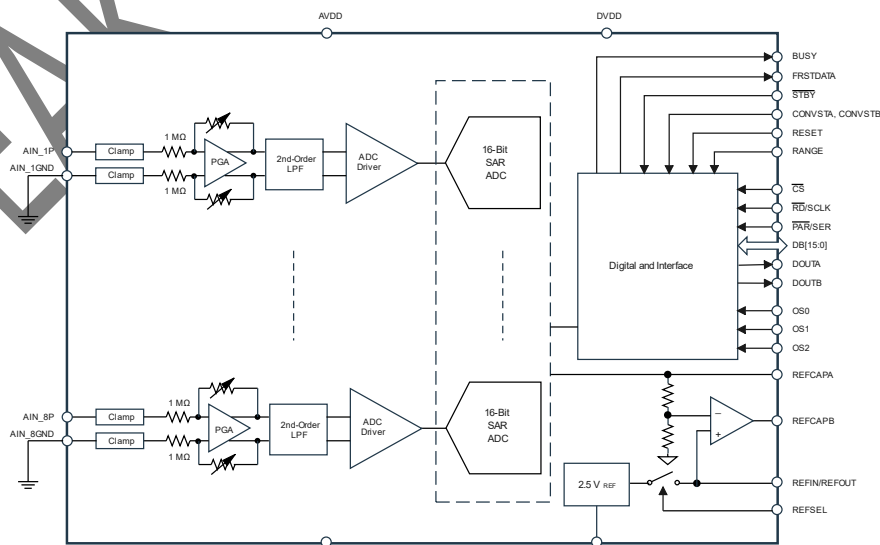 AVDD
DVDD
BUSY
FRSTDATA
STBY
CONVSTA, CONVSTB
RESET
RANGE
CS
RD/SCLK
PAR/SER
DB[15:0]
DOUTA
DOUTB
OS0
OS1
OS2
REFCAPA
REFCAPB
REFIN/REFOUT
REFSEL
AIN_1P
AIN_1GND
Clamp
Clamp
1 MΩ
1 MΩ
PGA
2nd-Order
LPF
ADC
Driver
16-Bit
SAR
ADC
Digital and Interface
AIN_8P
AIN_8GND
Clamp
Clamp
1 MΩ
1 MΩ
PGA
2nd-Order
LPF
ADC
Driver
16-Bit
SAR
ADC
2.5 V REF
−
+